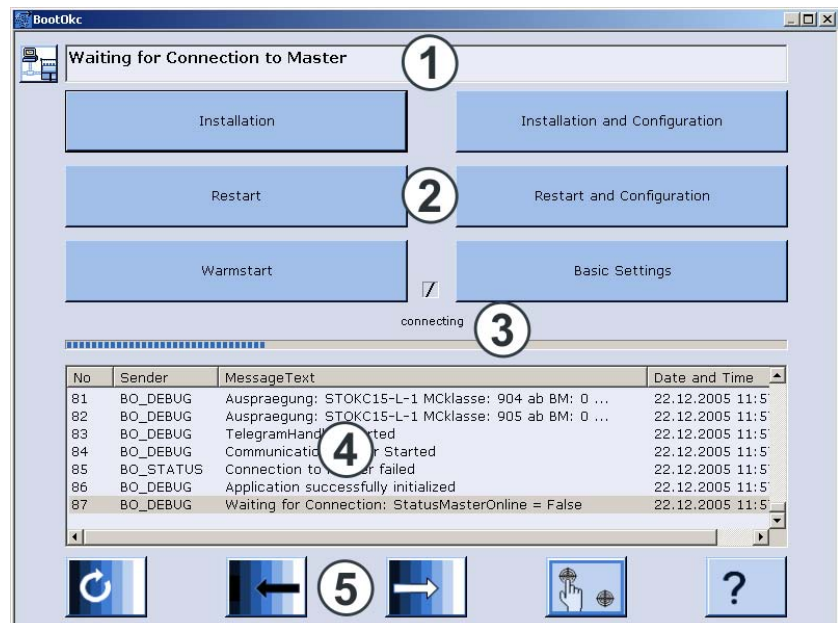 BootOkc
Waiting for Connection to Master
1
Installation
Installation and Configuration
Restart
2
Restart and Configuration
Warmstart
Basic Settings
connecting
3
No Sender MessageText Date and Time
81 BO_DEBUG Auspraegung: STOKC15-L-1 MCklasse: 904 ab BM: 0 ... 22.12.2005 11:5
82 BO_DEBUG Auspraegung: STOKC15-L-1 MCklasse: 905 ab BM: 0 ... 22.12.2005 11:5
83 BO_DEBUG 22.12.2005 11:5
84 BO_DEBUG Started 22.12.2005 11:5
4
85 BO_STATUS Connection to failed 22.12.2005 11:5
86 BO_DEBUG Application successfully initialized 22.12.2005 11:5
87 BO_DEBUG Waiting for Connection: StatusMasterOnline = False 22.12.2005 11:5
5
?